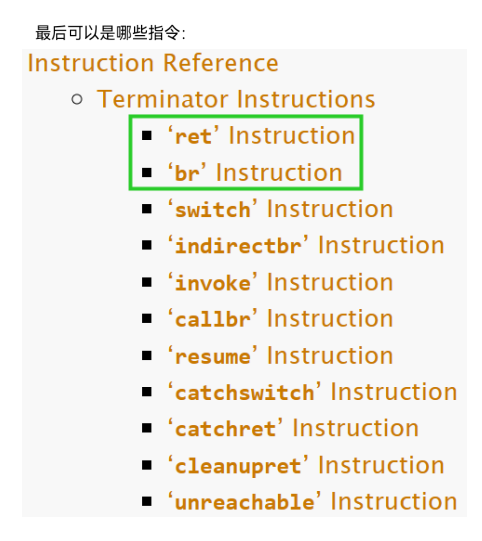 最后可以是哪些指令:
Instruction Reference
Terminator Instructions
‘ret’ Instruction
‘br’ Instruction
‘switch’ Instruction
‘indirectbr’ Instruction
‘invoke’ Instruction
‘callbr’ Instruction
‘resume’ Instruction
‘catchswitch’ Instruction
‘catchret’ Instruction
‘cleanupret’ Instruction
‘unreachable’ Instruction